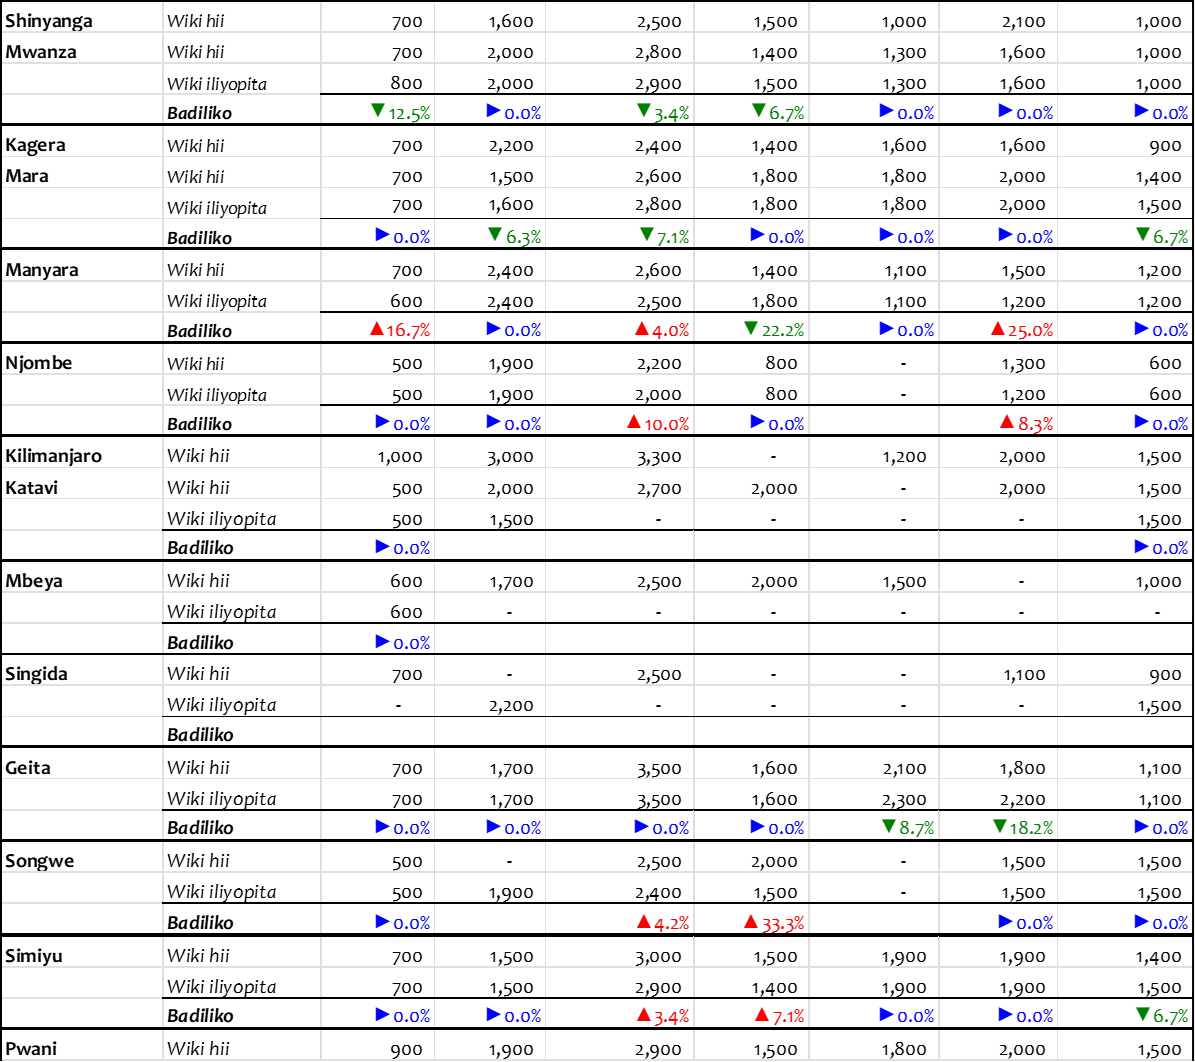 Shinyanga Wiki hii 700 1,600 2,500 1,500 1,000 2,100 1,000
Mwanza Wiki hii 700 2,000 2,800 1,400 1,300 1,600 1,000
Wiki iliyopita 800 2,000 2,900 1,500 1,300 1,600 1,000
Badiliko ▼12.5% ►0.0% ▼3.4% ▼6.7% ►0.0% ►0.0% ►0.0%
Kagera Wiki hii 700 2,200 2,400 1,400 1,600 1,600 900
Mara Wiki hii 700 1,500 2,600 1,800 1,800 2,000 1,400
Wiki iliyopita 700 1,600 2,800 1,800 1,800 2,000 1,500
Badiliko ►0.0% ▼6.3% ▼7.1% ►0.0% ►0.0% ►0.0% ▼6.7%
Manyara Wiki hii 700 2,400 2,600 1,400 1,100 1,500 1,200
Wiki iliyopita 600 2,400 2,500 1,800 1,100 1,200 1,200
Badiliko ▲16.7% ►0.0% ▲4.0% ▼22.2% ►0.0% ▲25.0% ►0.0%
Njombe Wiki hii 500 1,900 2,200 800 - 1,300 600
Wiki iliyopita 500 1,900 2,000 800 - 1,200 600
Badiliko ►0.0% ►0.0% ▲10.0% ►0.0% ▲8.3% ►0.0%
Kilimanjaro Wiki hii 1,000 3,000 3,300 - 1,200 2,000 1,500
Katavi Wiki hii 500 2,000 2,700 2,000 - 2,000 1,500
Wiki iliyopita 500 1,500 - - - - 1,500
Badiliko ►0.0% ►0.0%
Mbeya Wiki hii 600 1,700 2,500 2,000 1,500 - 1,000
Wiki iliyopita 600 - - - - - -
Badiliko ►0.0%
Singida Wiki hii 700 - 2,500 - - 1,100 900
Wiki iliyopita - 2,200 - - - - 1,500
Badiliko
Geita Wiki hii 700 1,700 3,500 1,600 2,100 1,800 1,100
Wiki iliyopita 700 1,700 3,500 1,600 2,300 2,200 1,100
Badiliko ►0.0% ►0.0% ►0.0% ►0.0% ▼8.7% ▼18.2% ►0.0%
Songwe Wiki hii 500 - 2,500 2,000 - 1,500 1,500
Wiki iliyopita 500 1,900 2,400 1,500 - 1,500 1,500
Badiliko ►0.0% ▲4.2% ▲33.3% ►0.0% ►0.0%
Simiyu Wiki hii 700 1,500 3,000 1,500 1,900 1,900 1,400
Wiki iliyopita 700 1,500 2,900 1,400 1,900 1,900 1,500
Badiliko ►0.0% ►0.0% ▲3.4% ▲7.1% ►0.0% ►0.0% ▼6.7%
Pwani Wiki hii 900 1,900 2,900 1,500 1,800 2,000 1,500